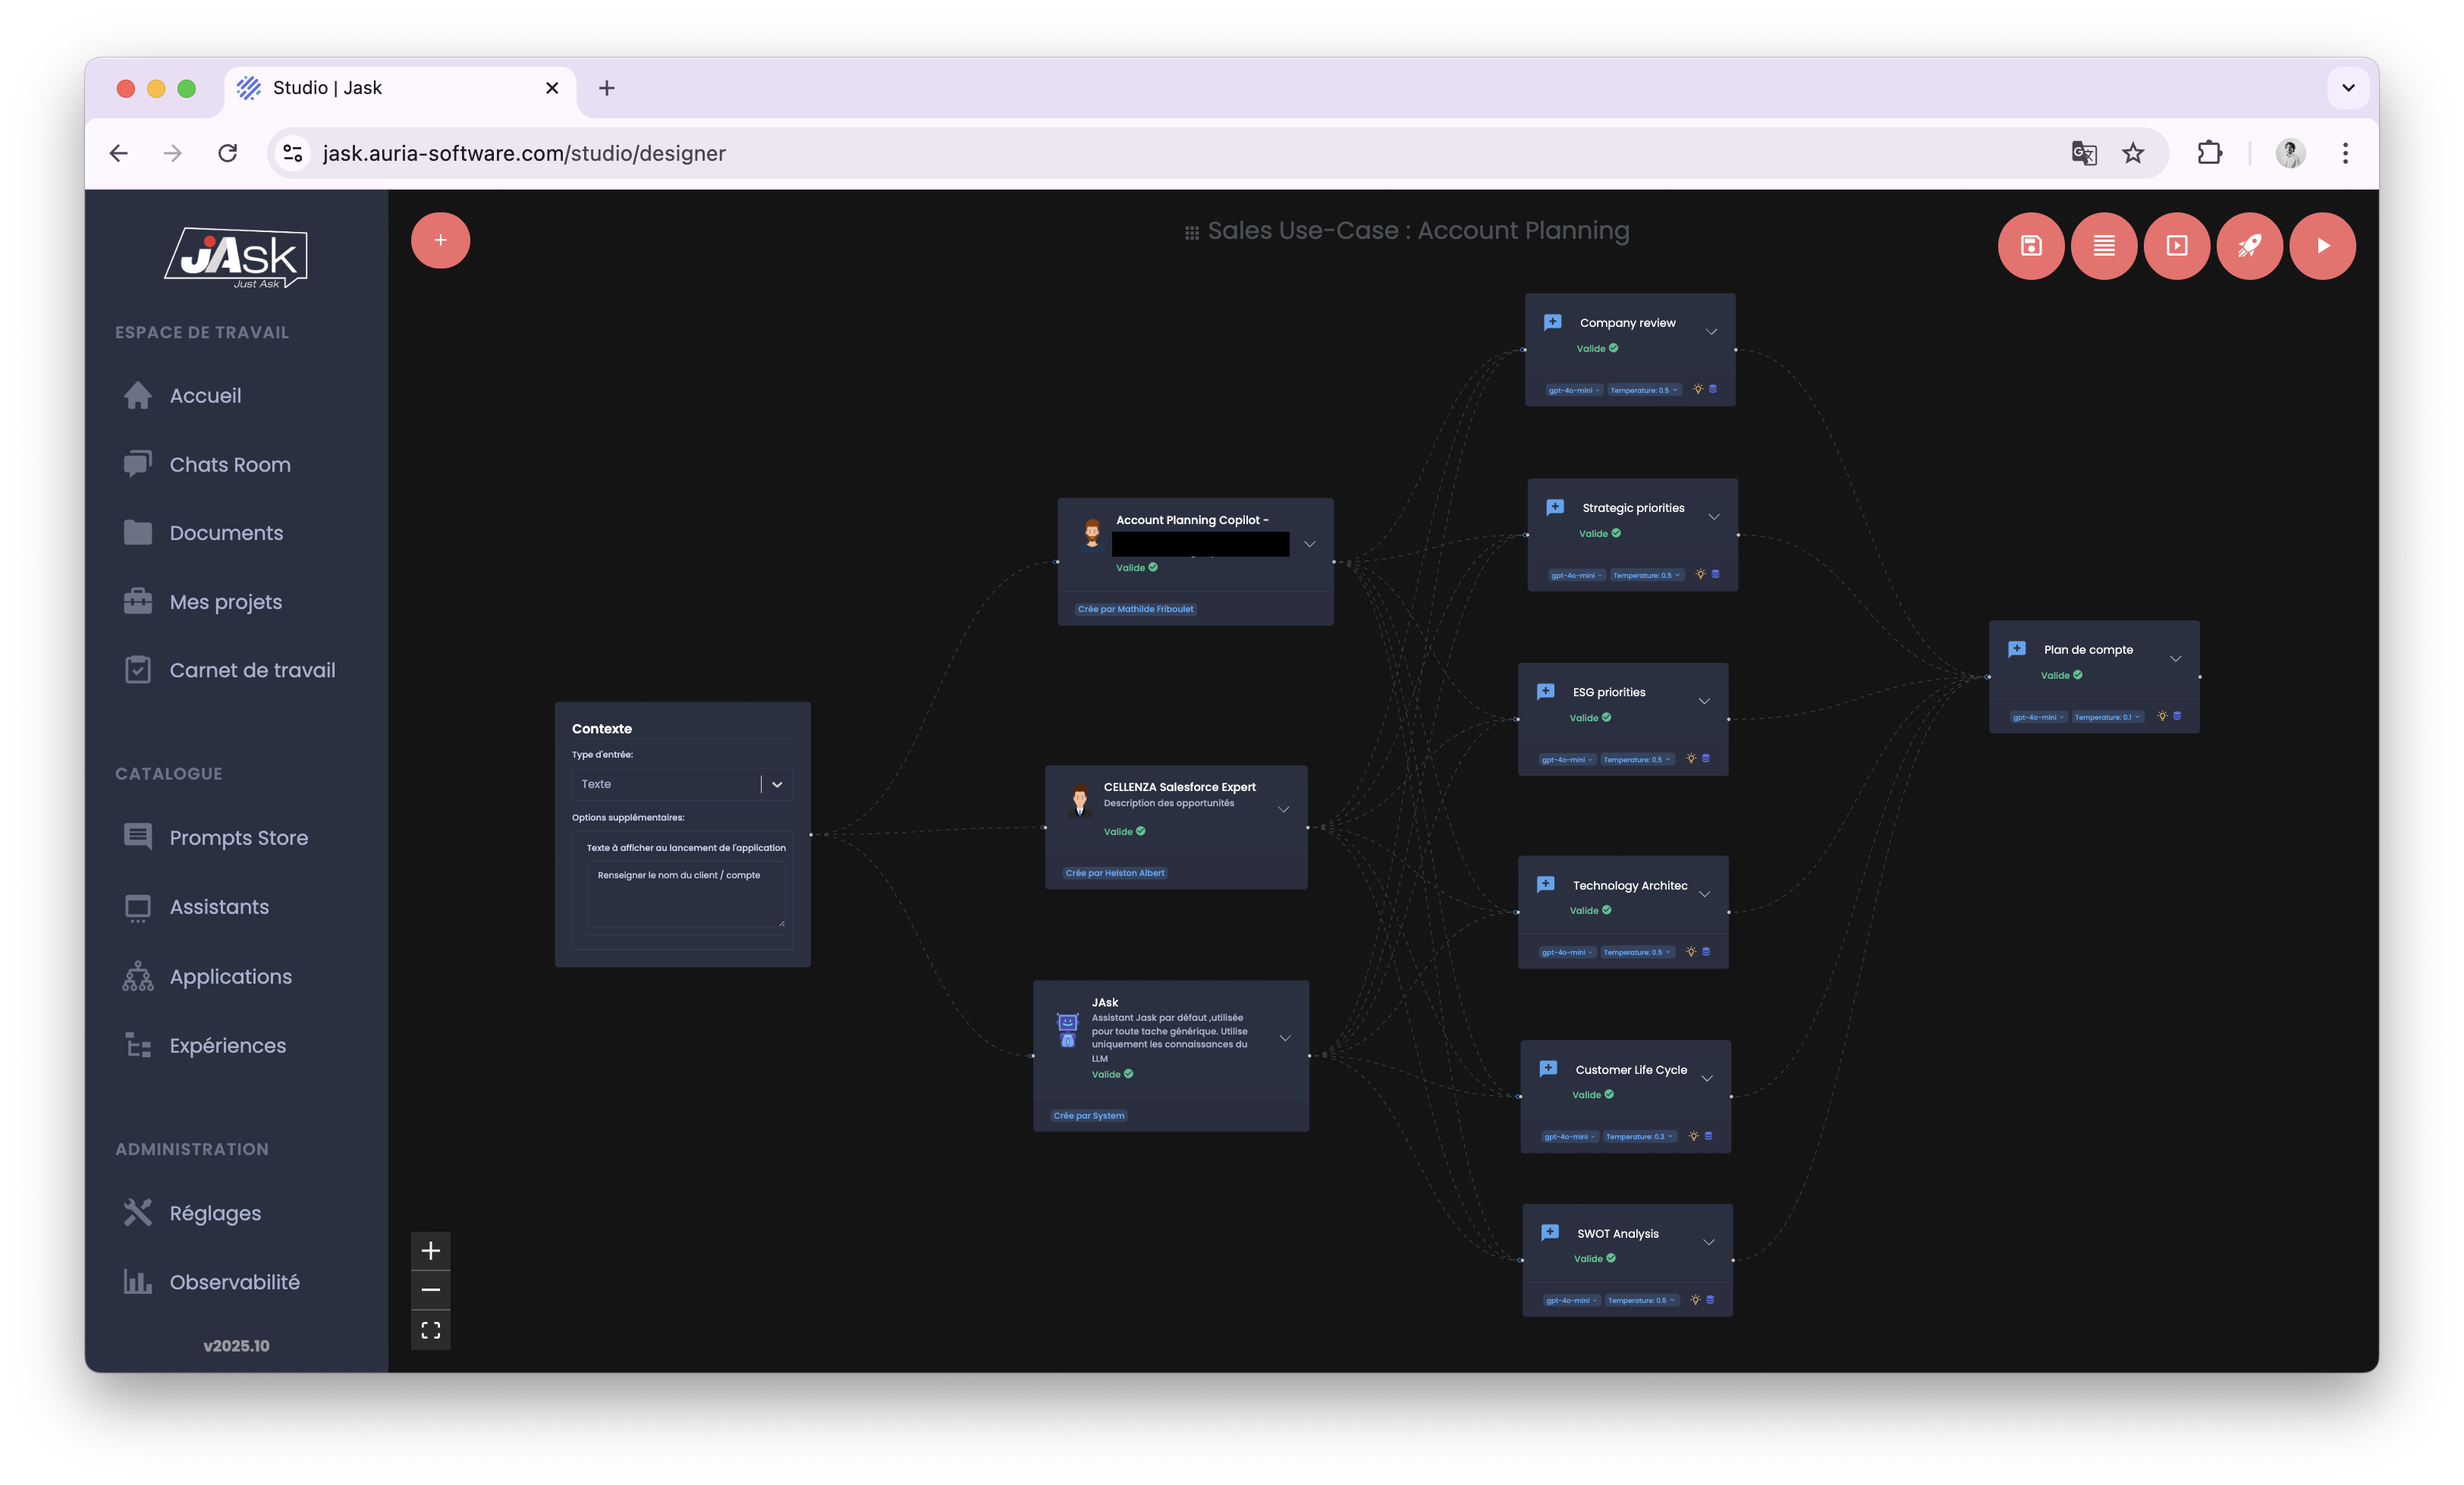 Studio | Jask
jask.auria-software.com/studio/designer
jAsk
Just Ask
ESPACE DE TRAVAIL
Accueil
Chats Room
Documents
Mes projets
Carnet de travail
CATALOGUE
Prompts Store
Assistants
Applications
Expériences
ADMINISTRATION
Réglages
Observabilité
v2025.10
Sales Use-Case : Account Planning
Contexte
Type d'entrée:
Texte
Options supplémentaires:
Texte à afficher au lancement de l'application
Renseigner le nom du client / compte
Account Planning Copilot -
Valide
Crée par Mathilde Friboulet
CELLENZA Salesforce Expert
Description des opportunités
Valide
Crée par Helston Albert
JAsk
Assistant Jask par défaut ,utilisée
pour toute tache générique. Utilise
uniquement les connaissances du
LLM
Valide
Crée par System
Company review
Valide
gpt-4o-mini Temperature: 0.5
Strategic priorities
Valide
gpt-4o-mini Temperature: 0.5
ESG priorities
Valide
gpt-4o-mini Temperature: 0.5
Technology Architec
Valide
gpt-4o-mini Temperature: 0.5
Customer Life Cycle
Valide
gpt-4o-mini Temperature: 0.3
SWOT Analysis
Valide
gpt-4o-mini Temperature: 0.5
Plan de compte
Valide
gpt-4o-mini Temperature: 0.1